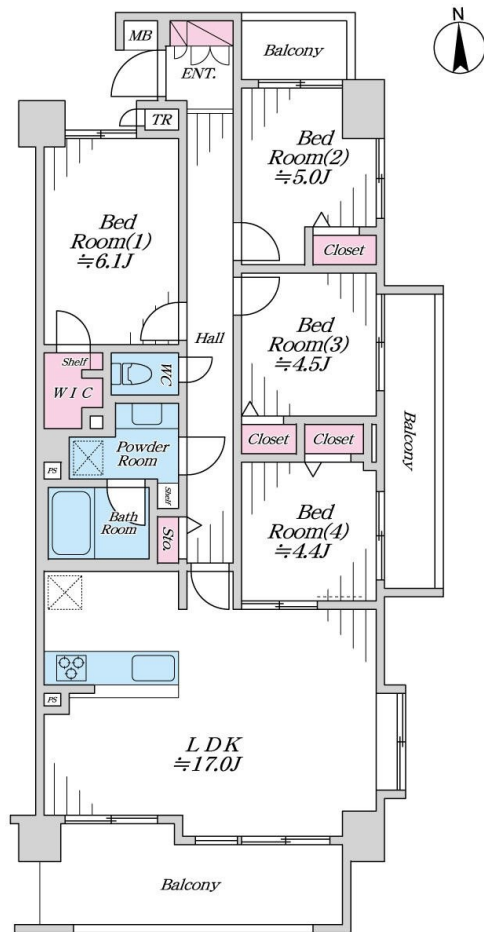 N
MB
ENT.
Balcony
TR
Bed
Room(2)
≒5.0J
Bed
Room(1)
≒6.1J
Closet
Hall
Bed
Room(3)
≒4.5J
Shelf
WIC
WC
Balcony
Powder
Room
Closet
Closet
PS
Shelf
Bath
Room
Sto.
Bed
Room(4)
≒4.4J
PS
LDK
≒17.0J
Balcony